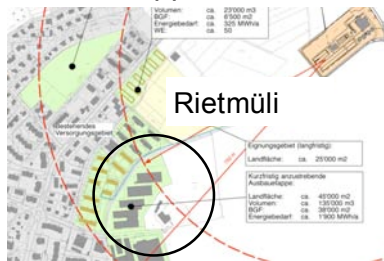 Volumen: ca. 23'000 m3
BGF: ca. 6'500 m2
Energiebedarf: ca. 325 MWh/a
WE: ca. 50
Rietmüli
Bestehendes
Versorgungsgebiet
Eignungsgebiet (langfristig):
Landfläche: ca. 25'000 m2
Kurzfristig anzustrebende
Ausbauetappe:
Landfläche: ca. 45'000 m2
Volumen: ca. 135'000 m3
BGF: ca. 38'000 m2
Energiebedarf: ca. 1'900 MWh/a